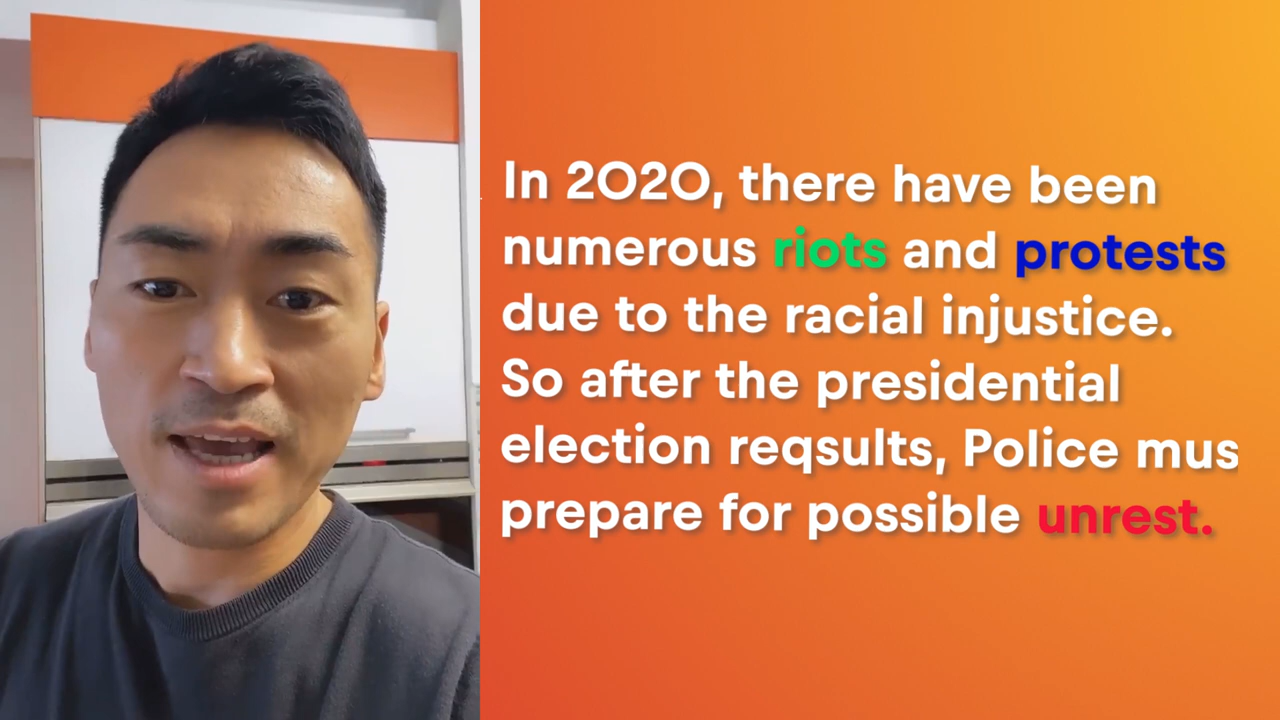 In 2020, there have been
numerous riots and protests
due to the racial injustice.
So after the presidential
election reqsults, Police mus
prepare for possible unrest.